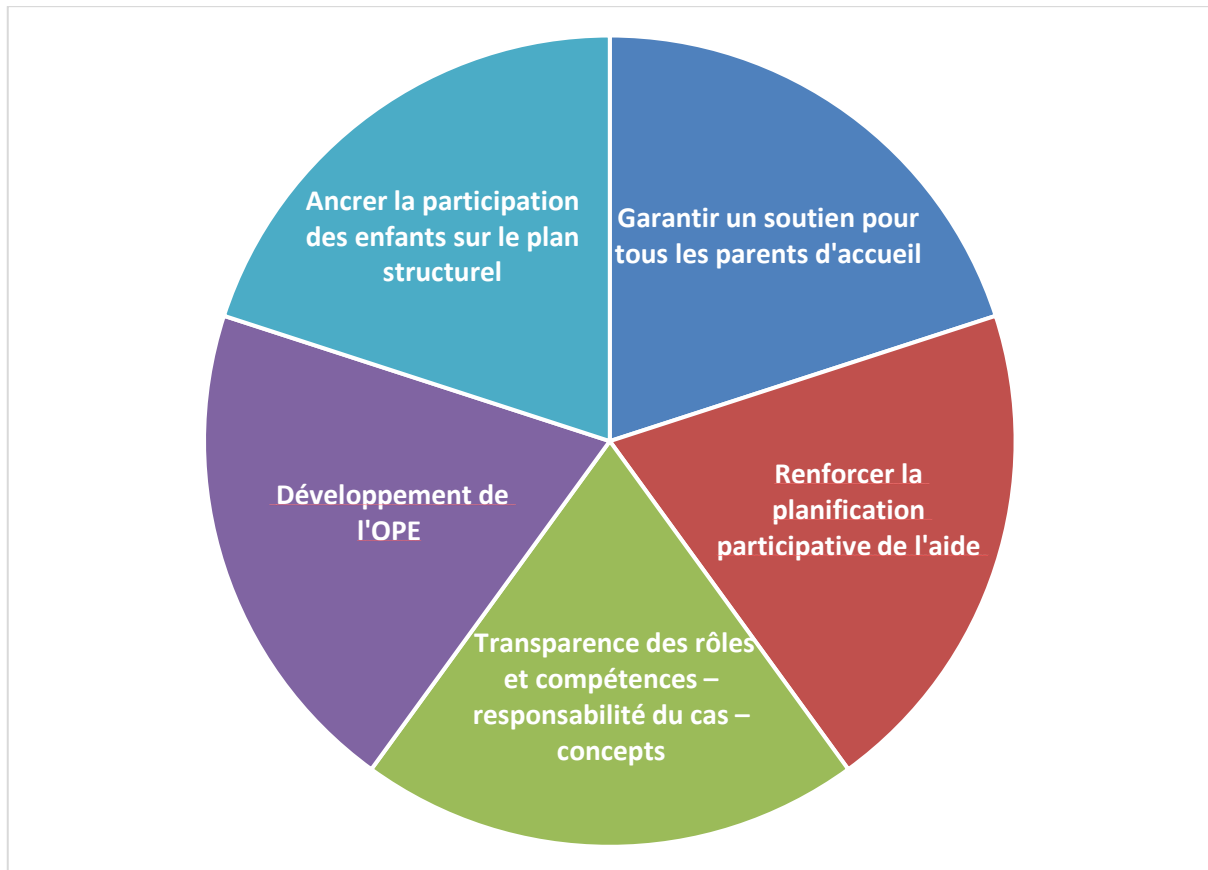 Ancrer la participation
des enfants sur le plan
structurel
Garantir un soutien pour
tous les parents d'accueil
Renforcer la
planification
participative de l'aide
Transparence des rôles
et compétences –
responsabilité du cas –
concepts
Développement de
l'OPE